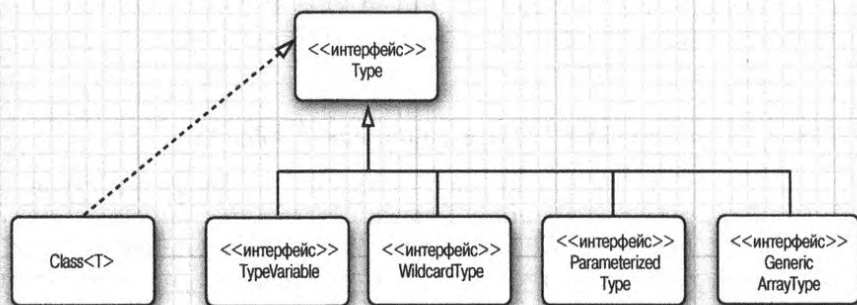 <<интерфейс>>
Type
Class<T>
<<интерфейс>>
TypeVariable
<<интерфейс>>
WildcardType
<<интерфейс>>
Parameterized
Type
<<интерфейс>>
Generic
ArrayType